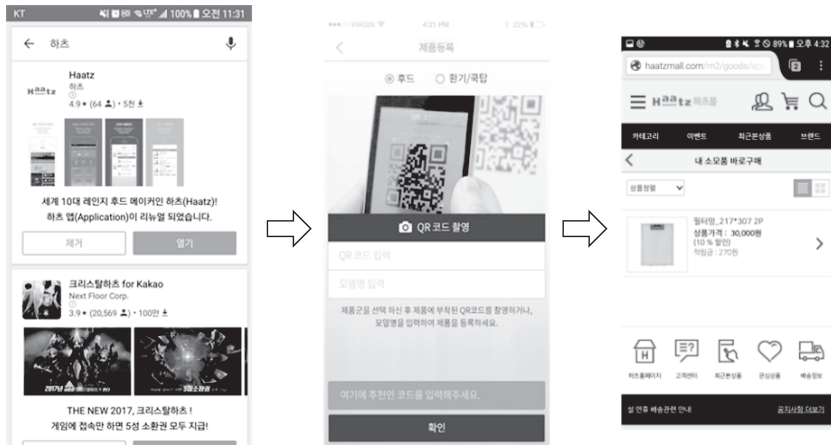 KT
LTE 100% 오전 11:31
하츠
Haatz
하츠
4.9★ (64) • 5천
Haatz
세계 10대 레인지 후드 메이커인 하츠(Haatz)!
하츠 앱(Application)이 리뉴얼 되었습니다.
제거
열기
크리스탈하츠 for Kakao
Next Floor Corp.
3.9★ (20,569) • 100만
THE NEW 2017, 크리스탈하츠 !
게임에 접속만 하면 5성 소환권 모두 지급!
VIRGIN
4:21 PM
22%
제품등록
후드
환기/쿡탑
QR 코드 촬영
QR 코드 입력
모델명 입력
제품군을 선택 하신 후 제품에 부착된 QR코드를 촬영하거나,
모델명을 입력하여 제품을 등록하세요.
여기에 추천인 코드를 입력해주세요.
확인
89% 오후 4:32
haatzmall.com/m2/goods/
2
Haatz 하츠몰
카테고리
이벤트
최근본상품
브랜드
내 소모품 바로구매
상품정렬
필터망_217*307 2P
상품가격 : 30,000원
(10 % 할인)
적립금 : 270원
H
하츠홈페이지
고객센터
최근본상품
관심상품
배송정보
설 연휴 배송관련 안내
공지사항 더보기